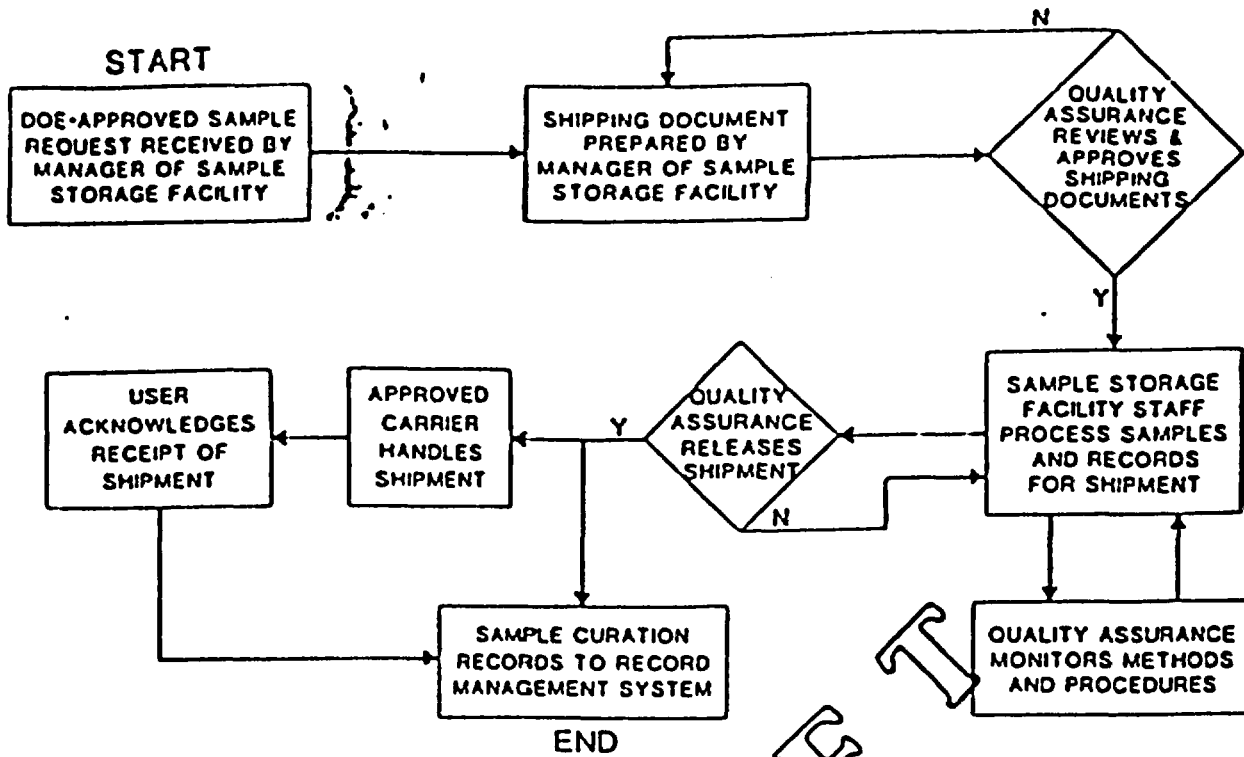 START
DOE-APPROVED SAMPLE
REQUEST RECEIVED BY
MANAGER OF SAMPLE
STORAGE FACILITY
SHIPPING DOCUMENT
PREPARED BY
MANAGER OF SAMPLE
STORAGE FACILITY
N
QUALITY
ASSURANCE
REVIEWS &
APPROVES
SHIPPING
DOCUMENTS
Y
SAMPLE STORAGE
FACILITY STAFF
PROCESS SAMPLES
AND RECORDS
FOR SHIPMENT
QUALITY ASSURANCE
MONITORS METHODS
AND PROCEDURES
QUALITY
ASSURANCE
RELEASES
SHIPMENT
N
Y
APPROVED
CARRIER
HANDLES
SHIPMENT
USER
ACKNOWLEDGES
RECEIPT OF
SHIPMENT
SAMPLE CURATION
RECORDS TO RECORD
MANAGEMENT SYSTEM
END
T